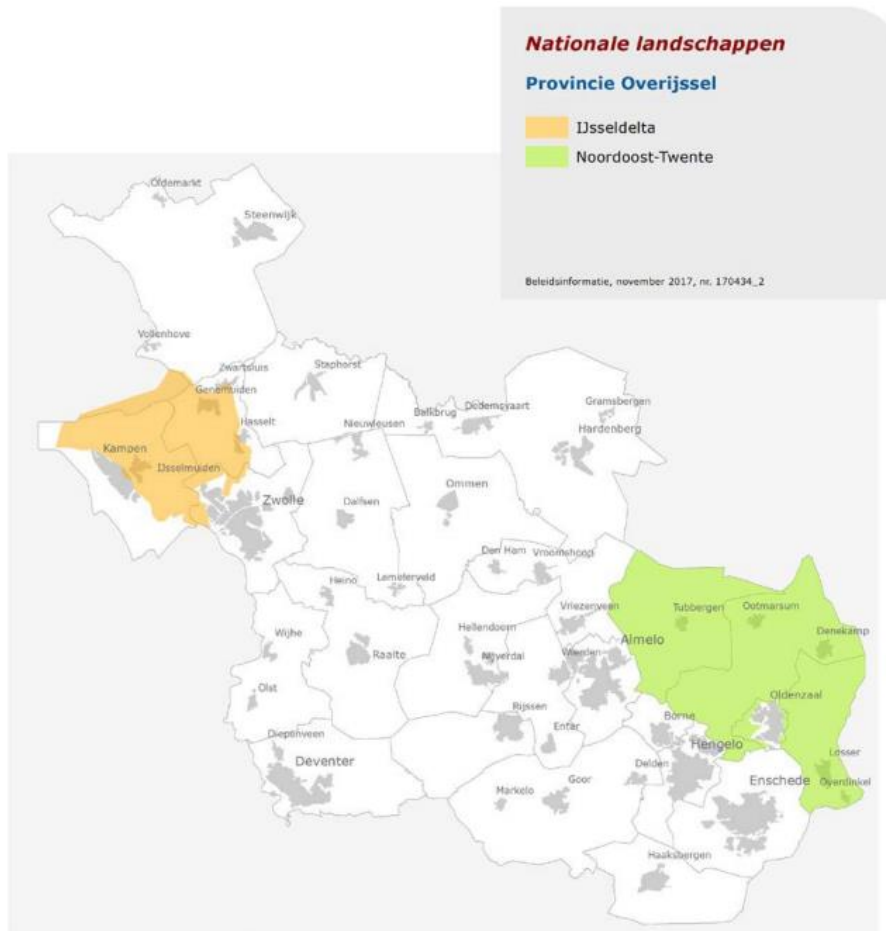 Nationale landschappen
Provincie Overijssel
IJsseldelta
Noordoost-Twente
Beleidsinformatie, november 2017, nr. 170434_2
Oldemarkt
Steenwijk
Vollenhove
Zwartsluis
Staphorst
Genemuiden
Gramsbergen
Balkbrug
Dedemsvaart
Hasselt
Nieuwleusen
Hardenberg
Kampen
IJsselmuiden
Ommen
Zwolle
Dalfsen
Den Ham
Vroomshoop
Heino
Lemelerveld
Vriezenveen
Tubbergen
Ootmarsum
Wijhe
Hellendoorn
Almelo
Denekamp
Raalte
Nijverdal
Wierden
Olst
Oldenzaal
Rijssen
Borne
Diepenveen
Enter
Hengelo
Losser
Deventer
Delden
Goor
Enschede
Overdinkel
Markelo
Haaksbergen